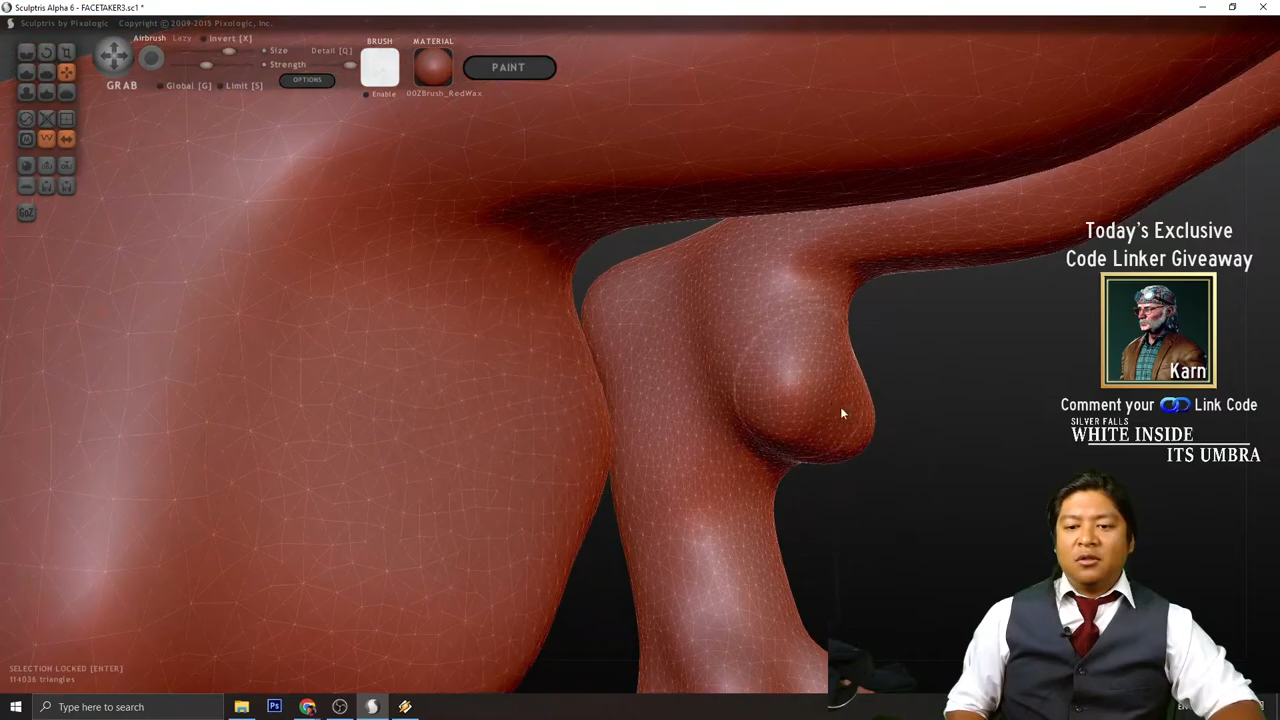 Sculptris Alpha 6 - FACETAKER3.sc1 *
Sculptris by Pixologic Copyright © 2009-2015 Pixologic, Inc.
Airbrush Lazy Invert [X]
Size Detail [Q]
Strength
GRAB Global [G] Limit [S]
OPTIONS
BRUSH
Enable
MATERIAL
00ZBrush_RedWax
PAINT
GoZ
Today's Exclusive
Code Linker Giveaway
Karn
Comment your Link Code
SILVER FALLS
WHITE INSIDE
ITS UMBRA
SELECTION LOCKED [ENTER]
114036 triangles
Type here to search
Ps